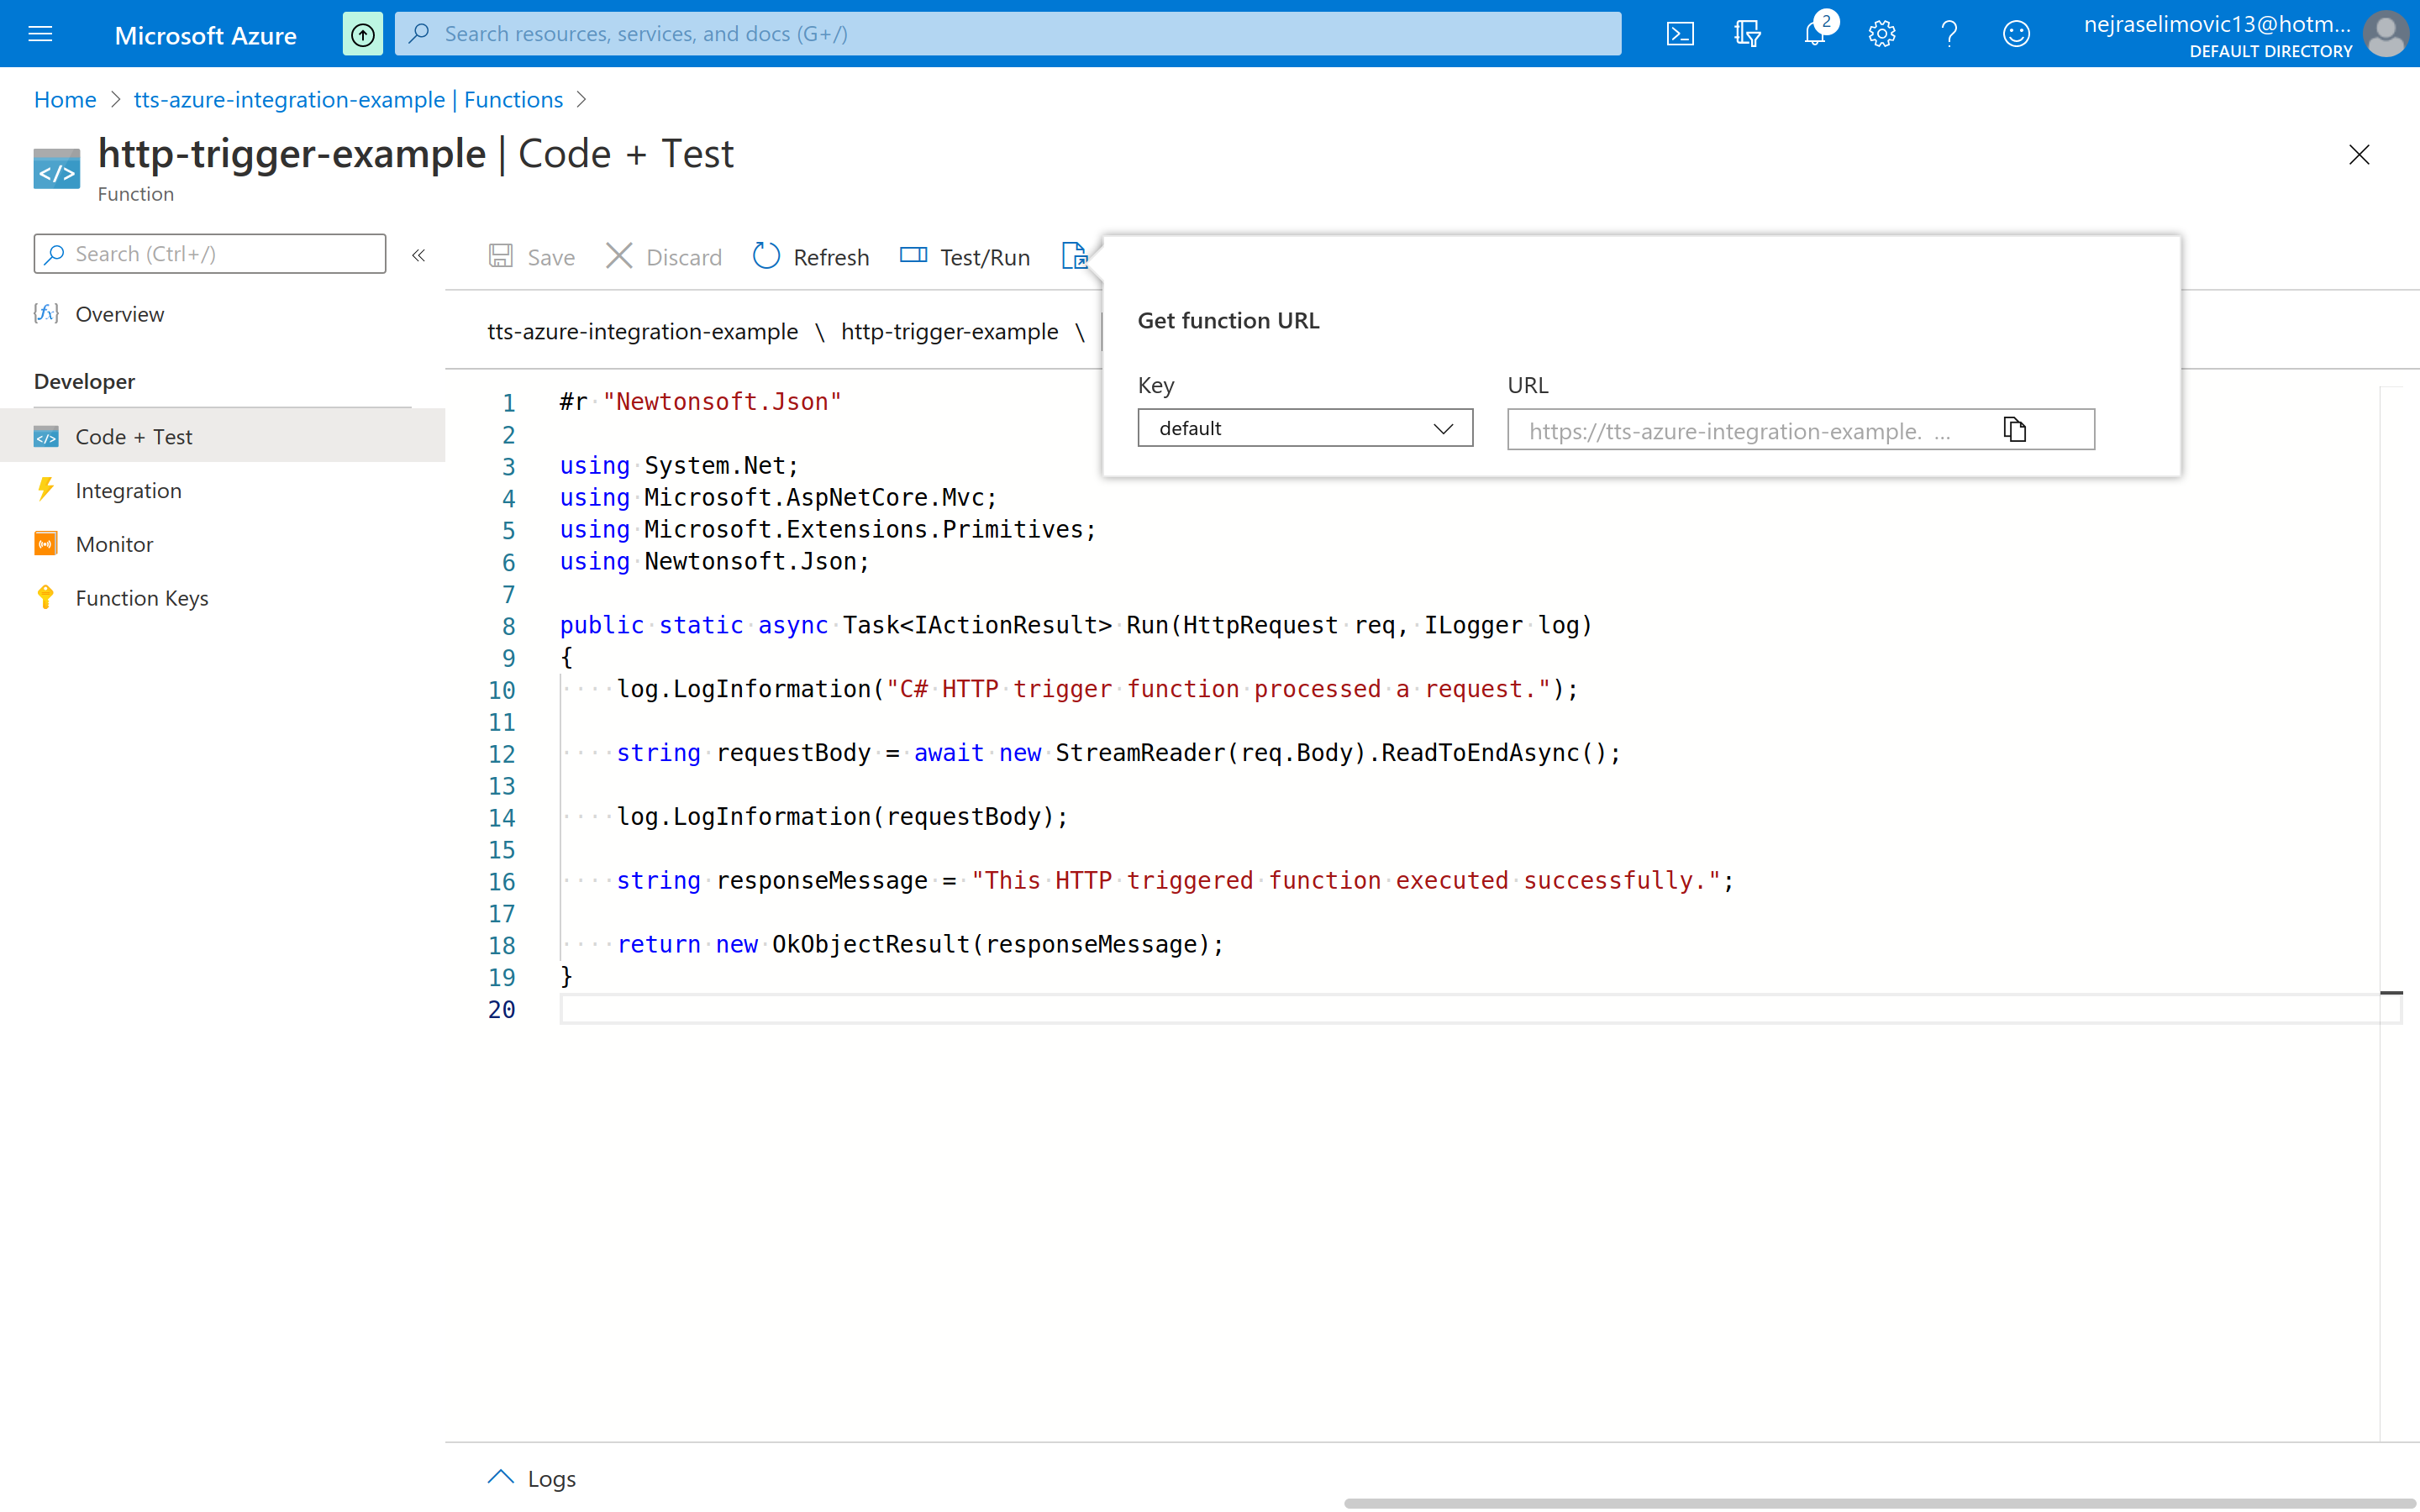 Microsoft Azure
Search resources, services, and docs (G+/)
2
nejraselimovic13@hotm...
DEFAULT DIRECTORY
Home > tts-azure-integration-example | Functions >
http-trigger-example | Code + Test
Function
Search (Ctrl+/)
«
Save
Discard
Refresh
Test/Run
Overview
Developer
Code + Test
Integration
Monitor
Function Keys
tts-azure-integration-example \ http-trigger-example \
Get function URL
Key
URL
default
https://tts-azure-integration-example. ...
1 #r "Newtonsoft.Json"
2
3 using System.Net;
4 using Microsoft.AspNetCore.Mvc;
5 using Microsoft.Extensions.Primitives;
6 using Newtonsoft.Json;
7
8 public static async Task<IActionResult> Run(HttpRequest req, ILogger log)
9 {
10     log.LogInformation("C# HTTP trigger function processed a request.");
11
12     string requestBody = await new StreamReader(req.Body).ReadToEndAsync();
13
14     log.LogInformation(requestBody);
15
16     string responseMessage = "This HTTP triggered function executed successfully.";
17
18     return new OkObjectResult(responseMessage);
19 }
20
Logs